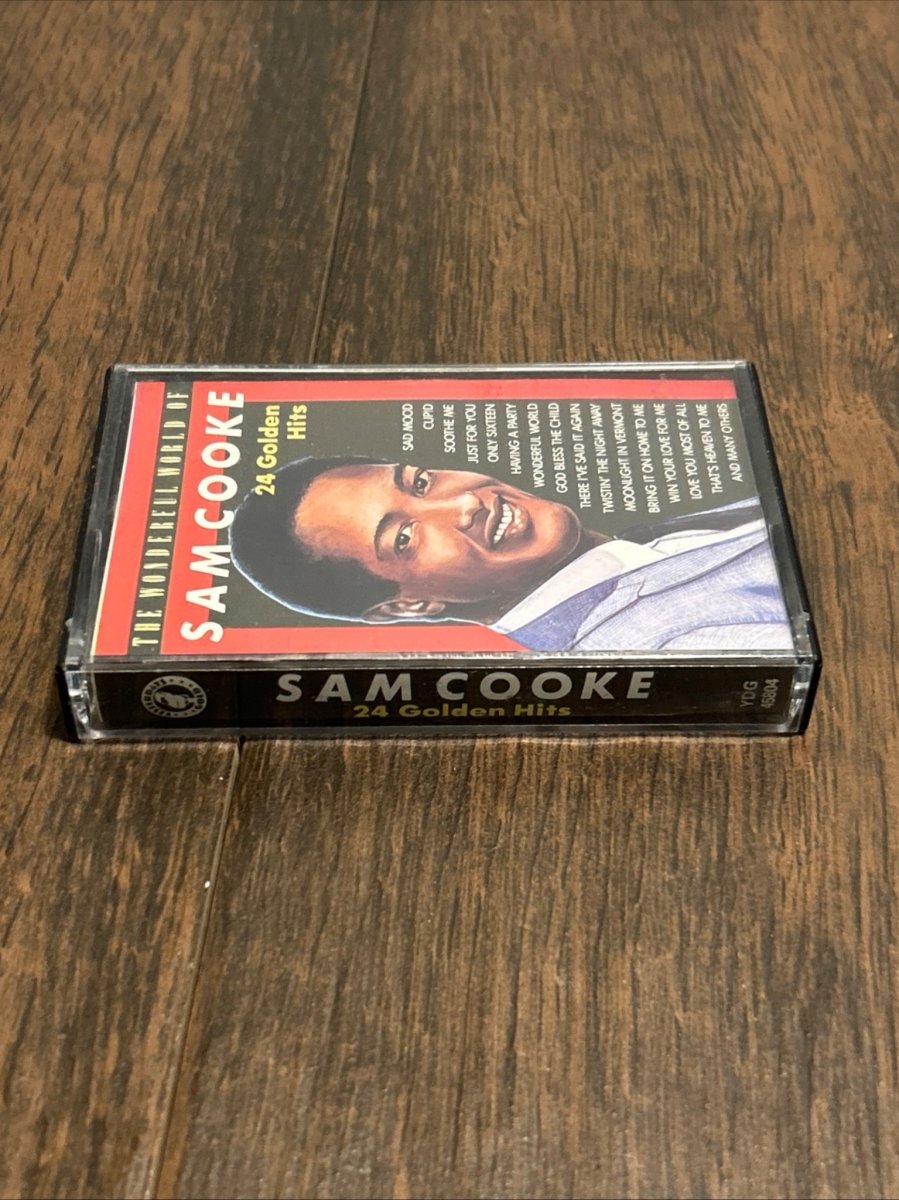 THE WONDERFUL WORLD OF
SAM COOKE
24 Golden
Hits
SAD MOOD
CUPID
SOOTHE ME
JUST FOR YOU
ONLY SIXTEEN
HAVING A PARTY
WONDERFUL WORLD
GOD BLESS THE CHILD
THERE I'VE SAID IT AGAIN
TWISTIN' THE NIGHT AWAY
MOONLIGHT IN VERMONT
BRING IT ON HOME TO ME
WIN YOUR LOVE FOR ME
LOVE YOU MOST OF ALL
THAT'S HEAVEN TO ME
AND MANY OTHERS
SAM COOKE
24 Golden Hits
YDG
45804